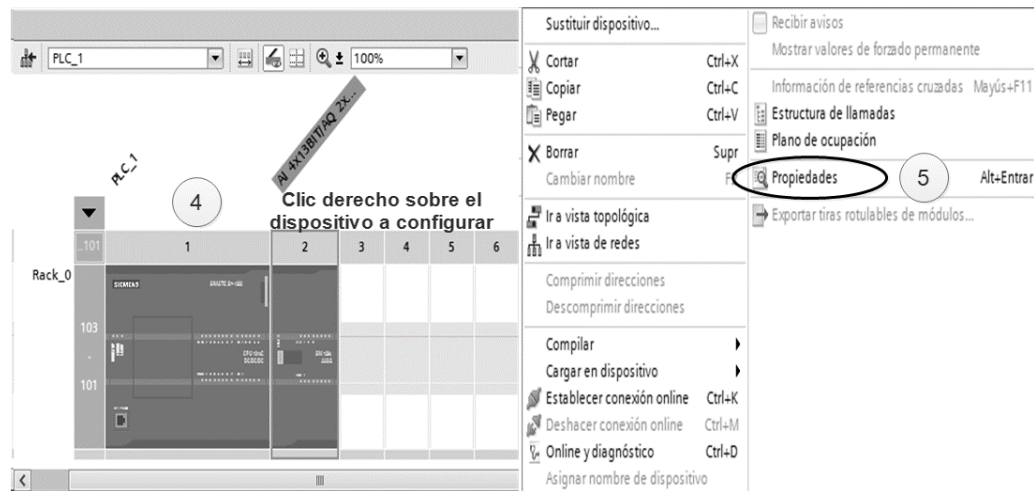 PLC_1
100%
AI 4X13BIT/AQ 2X...
PLC_1
4
Clic derecho sobre el
dispositivo a configurar
..101
1
2
3
4
5
6
Rack_0
SIEMENS
103
-
101
Sustituir dispositivo...
Cortar Ctrl+X
Copiar Ctrl+C
Pegar Ctrl+V
Borrar Supr
Cambiar nombre F
Ir a vista topológica
Ir a vista de redes
Comprimir direcciones
Descomprimir direcciones
Compilar
Cargar en dispositivo
Establecer conexión online Ctrl+K
Deshacer conexión online Ctrl+M
Online y diagnóstico Ctrl+D
Asignar nombre de dispositivo
Recibir avisos
Mostrar valores de forzado permanente
Información de referencias cruzadas Mayús+F11
Estructura de llamadas
Plano de ocupación
Propiedades 5 Alt+Entrar
Exportar tiras rotulables de módulos...